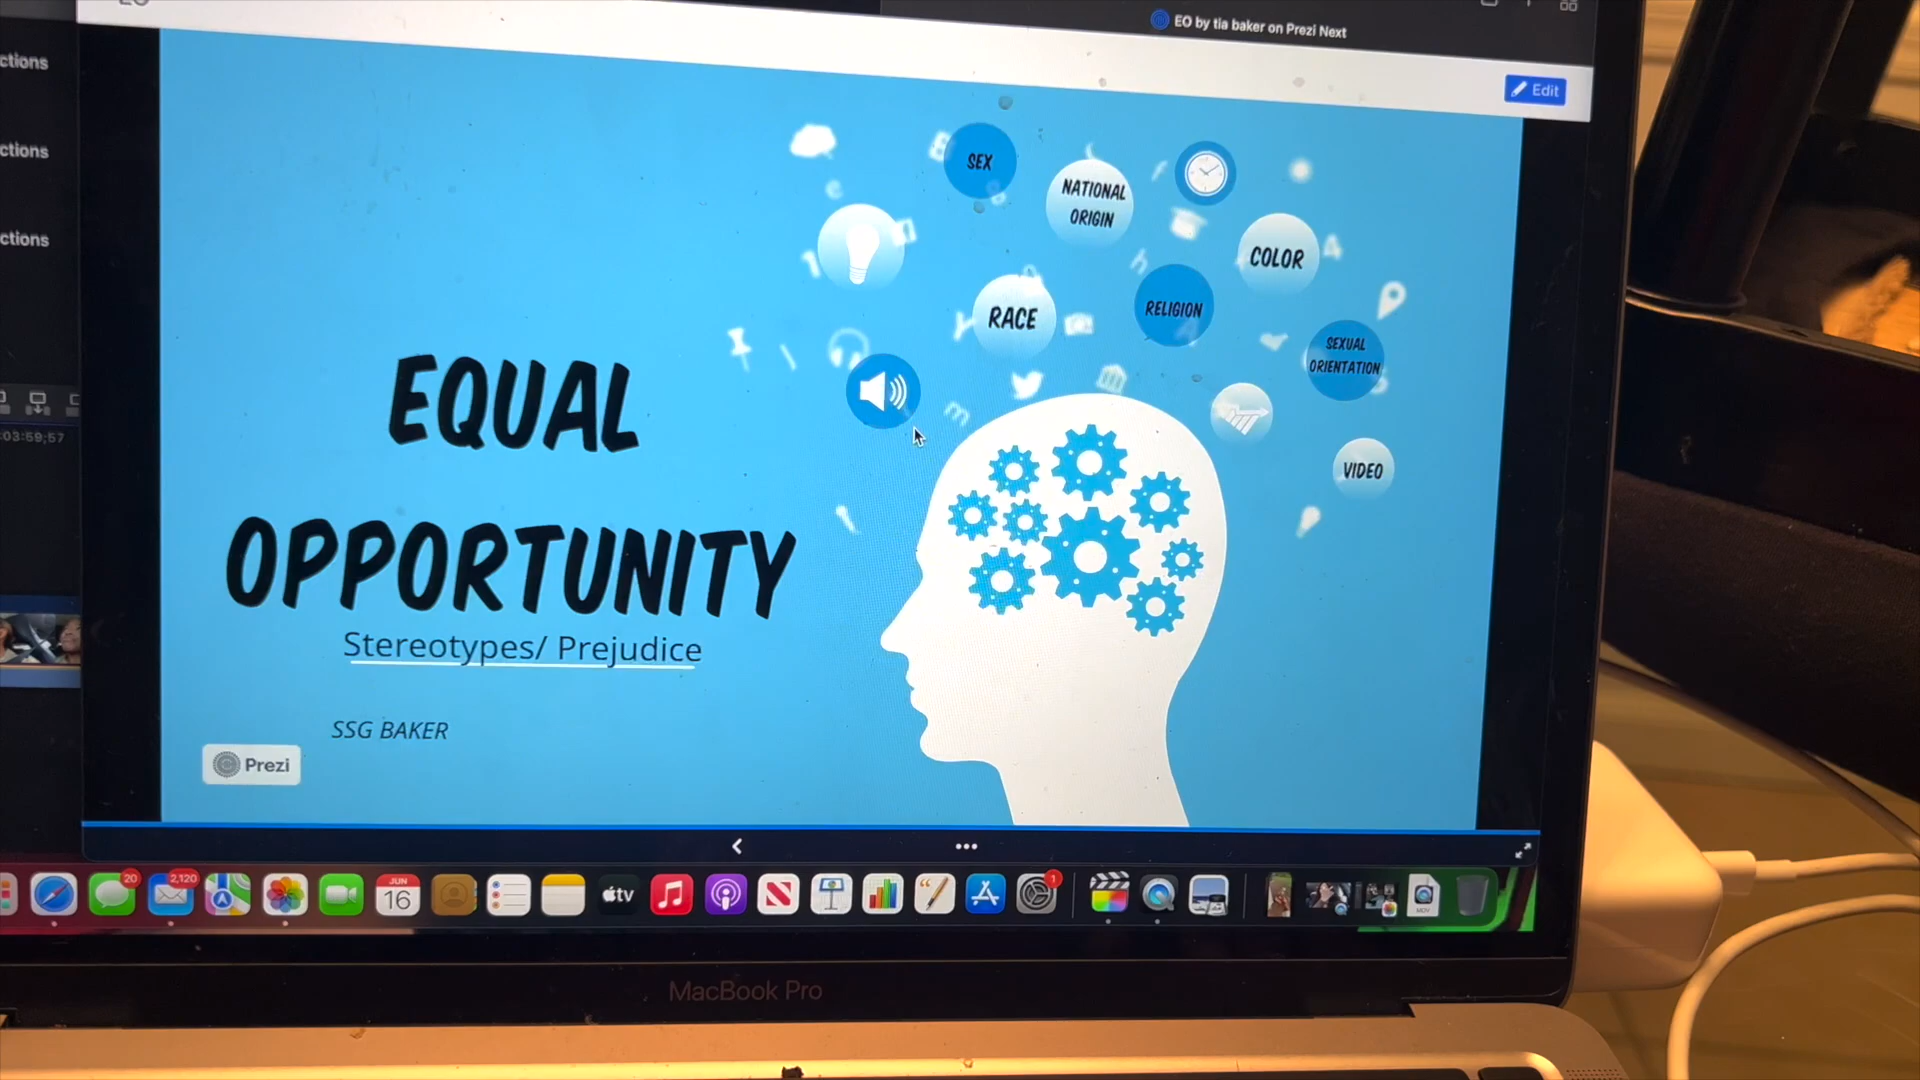 EO by tia baker on Prezi Next
ctions
Edit
ctions
ctions
SEX
NATIONAL
ORIGIN
COLOR
RACE
RELIGION
SEXUAL
ORIENTATION
VIDEO
EQUAL
OPPORTUNITY
Stereotypes/ Prejudice
SSG BAKER
Prezi
03:59;57
20
2,120
JUN
16
tv
1
MOV
MacBook Pro